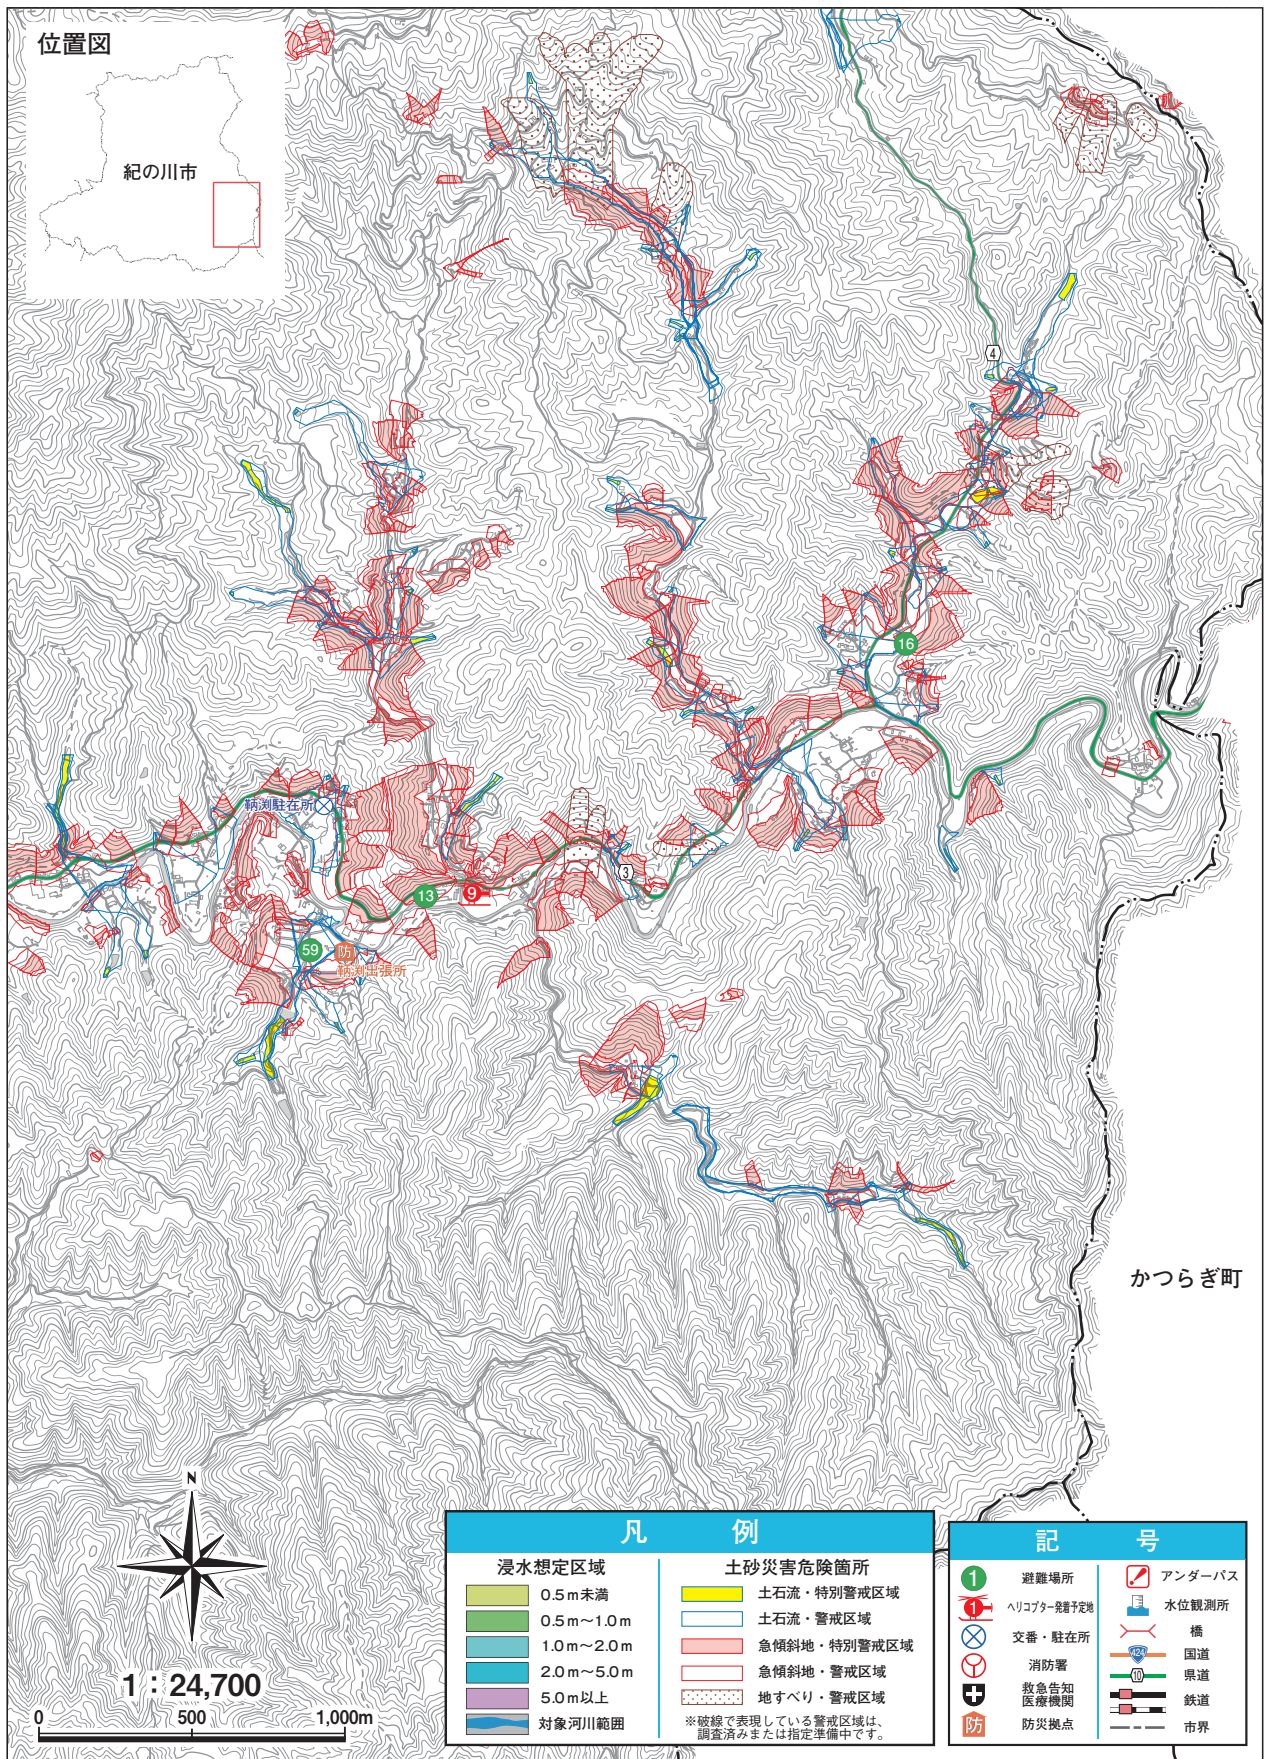 位置図
紀の川市
4
16
鞆渕駐在所
3
13
9
59
防
鞆渕出張所
かつらぎ町
N
1：24,700
0
500
1,000m
凡例
浸水想定区域
0.5m未満
0.5m～1.0m
1.0m～2.0m
2.0m～5.0m
5.0m以上
対象河川範囲
土砂災害危険箇所
土石流・特別警戒区域
土石流・警戒区域
急傾斜地・特別警戒区域
急傾斜地・警戒区域
地すべり・警戒区域
※破線で表現している警戒区域は、
調査済みまたは指定準備中です。
記号
1 避難場所
1 ヘリコプター発着予定地
交番・駐在所
消防署
救急告知
医療機関
防 防災拠点
アンダーパス
水位観測所
橋
424 国道
10 県道
鉄道
市界